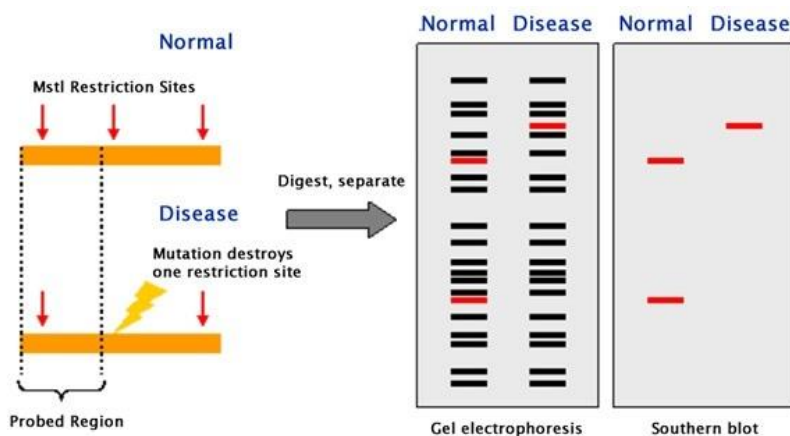 Normal
MstI Restriction Sites
Disease
Mutation destroys
one restriction site
Probed Region
Digest, separate
Normal Disease
Gel electrophoresis
Normal Disease
Southern blot